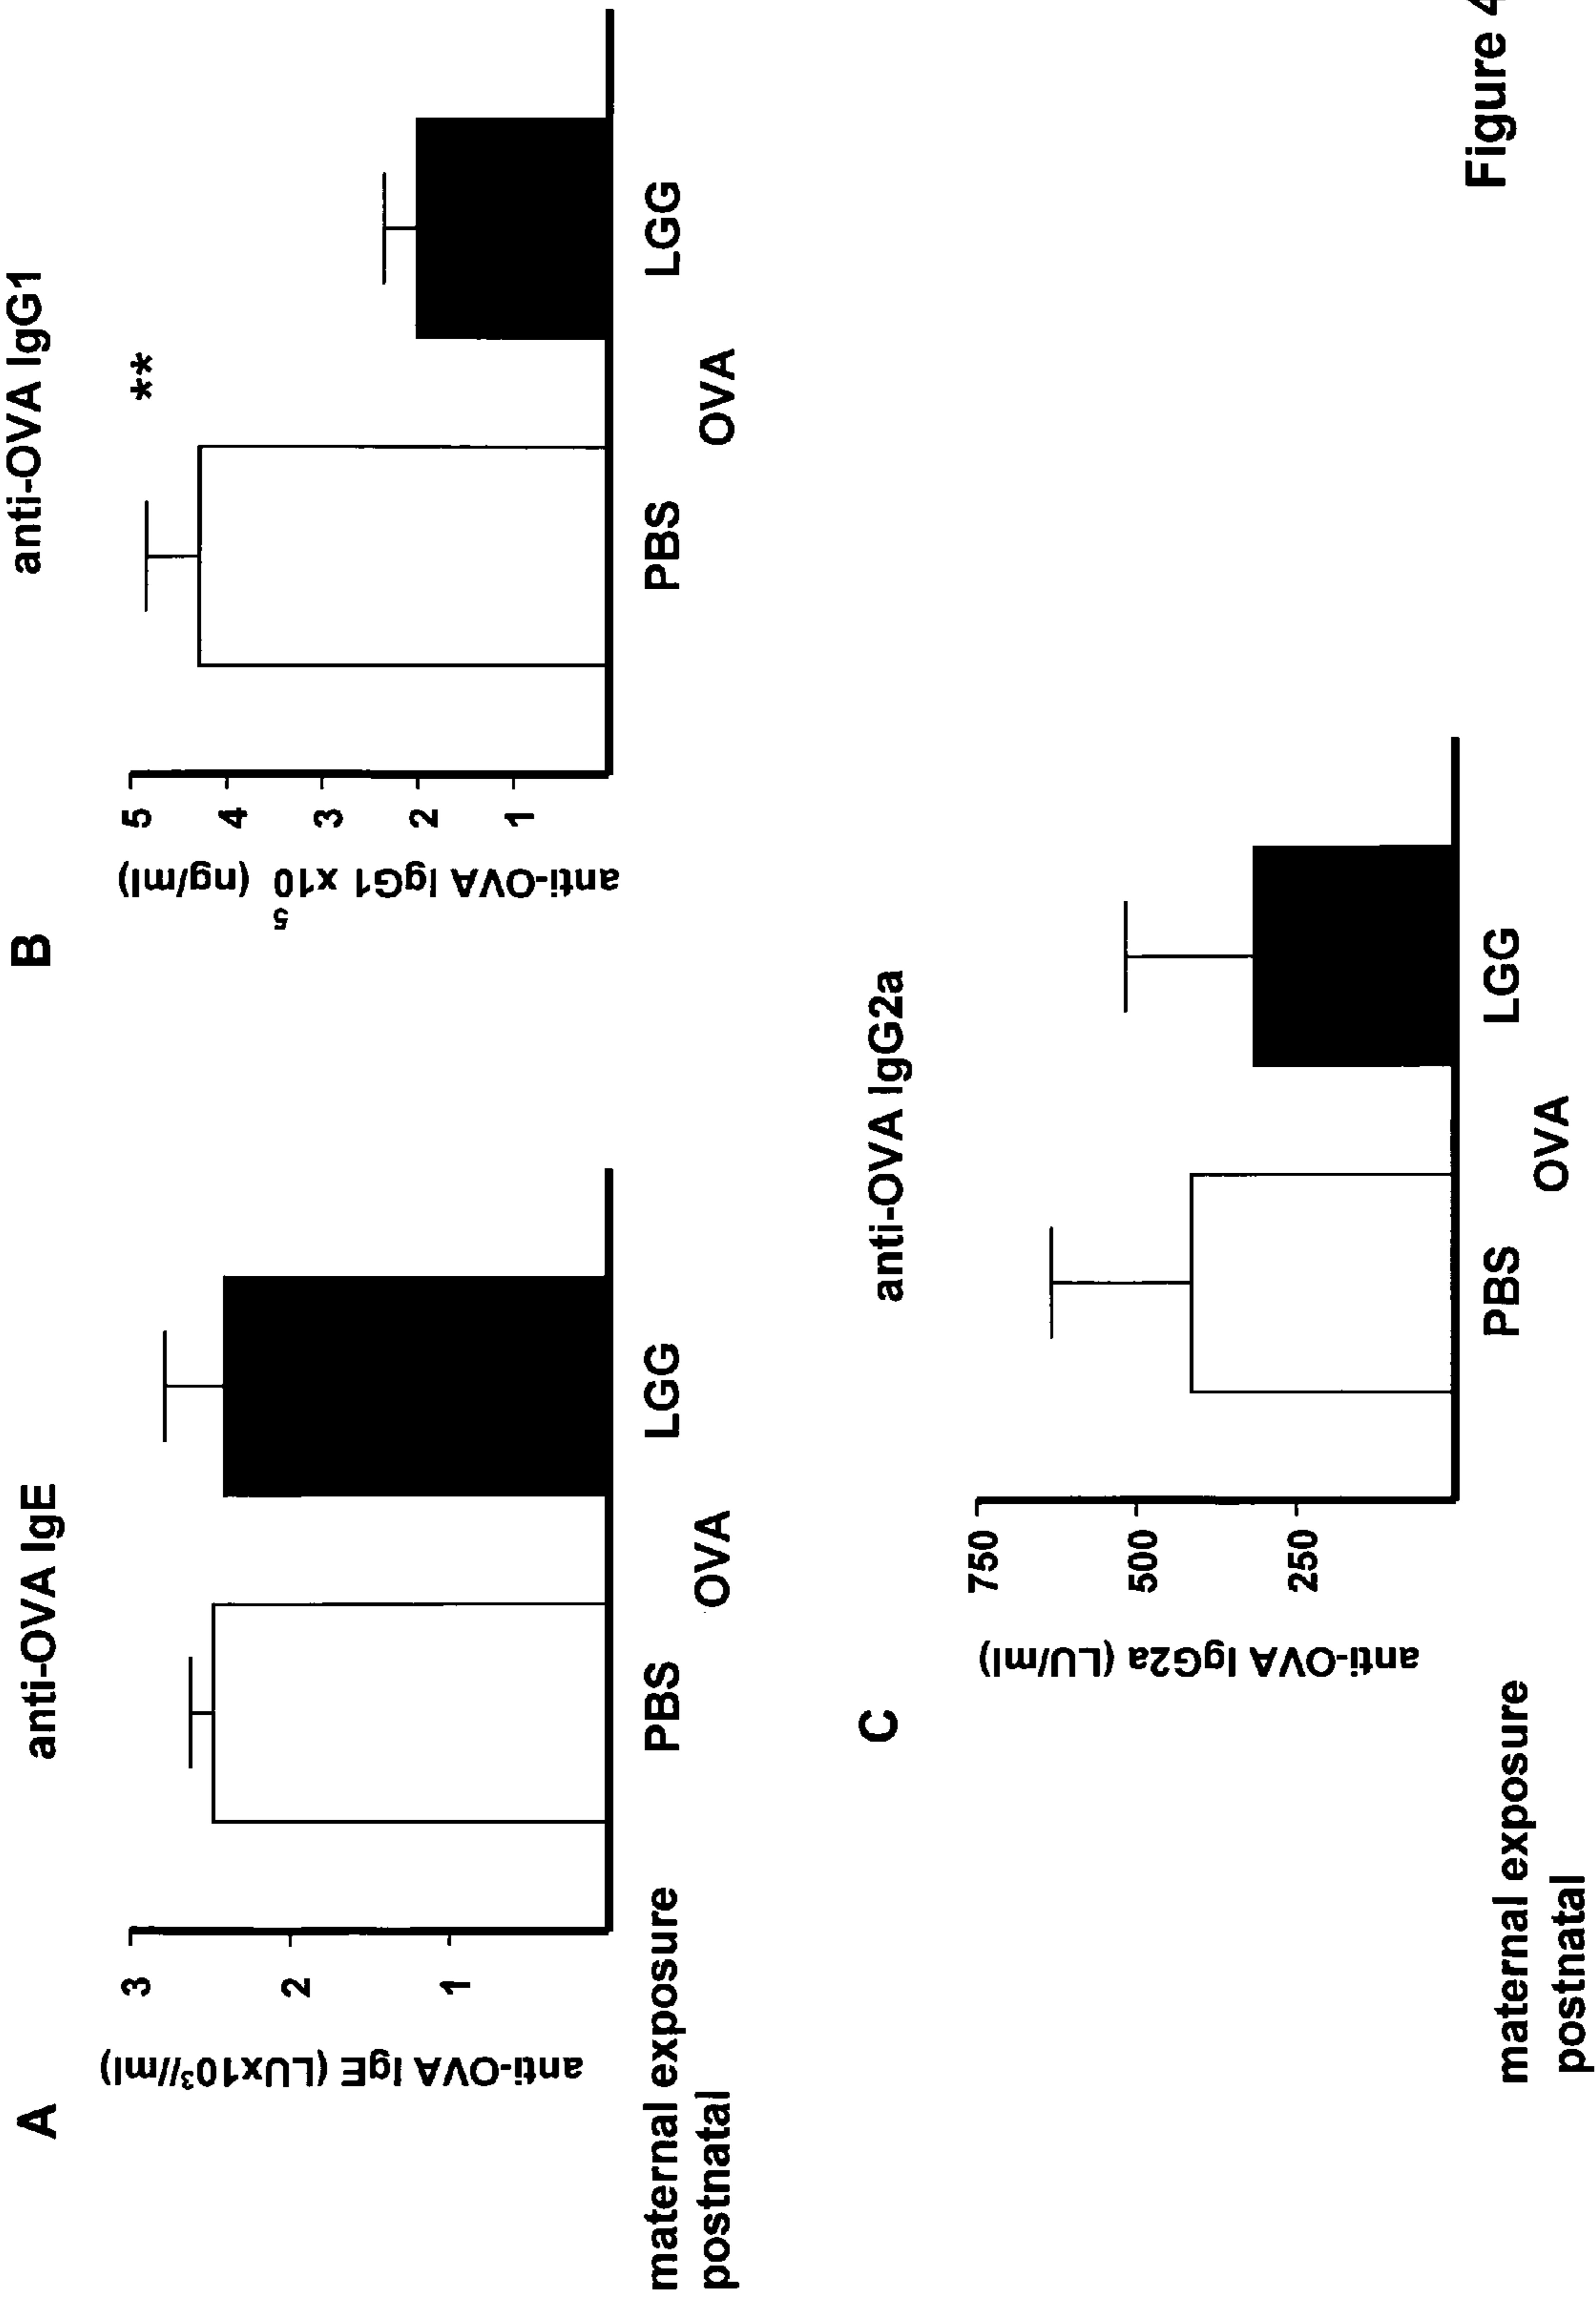 A
anti-OVA IgE
anti-OVA IgE (LUx10³//ml)
3
2
1
PBS
LGG
maternal exposure
postnatal
OVA
B
anti-OVA IgG1
anti-OVA IgG1 x10 5 (ng/ml)
5
4
3
2
1
**
PBS
LGG
OVA
C
anti-OVA IgG2a
anti-OVA IgG2a (LU/ml)
750
500
250
PBS
LGG
maternal exposure
postnatal
OVA
Figure 4